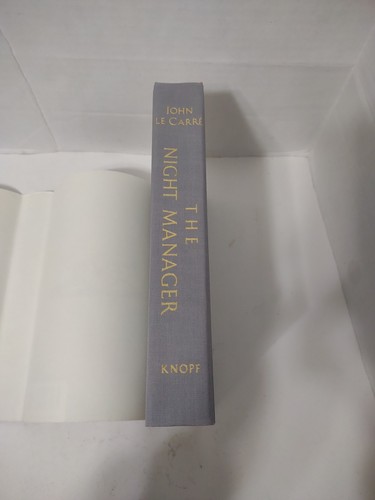 JOHN
LE CARRÉ
THE
NIGHT MANAGER
KNOPF